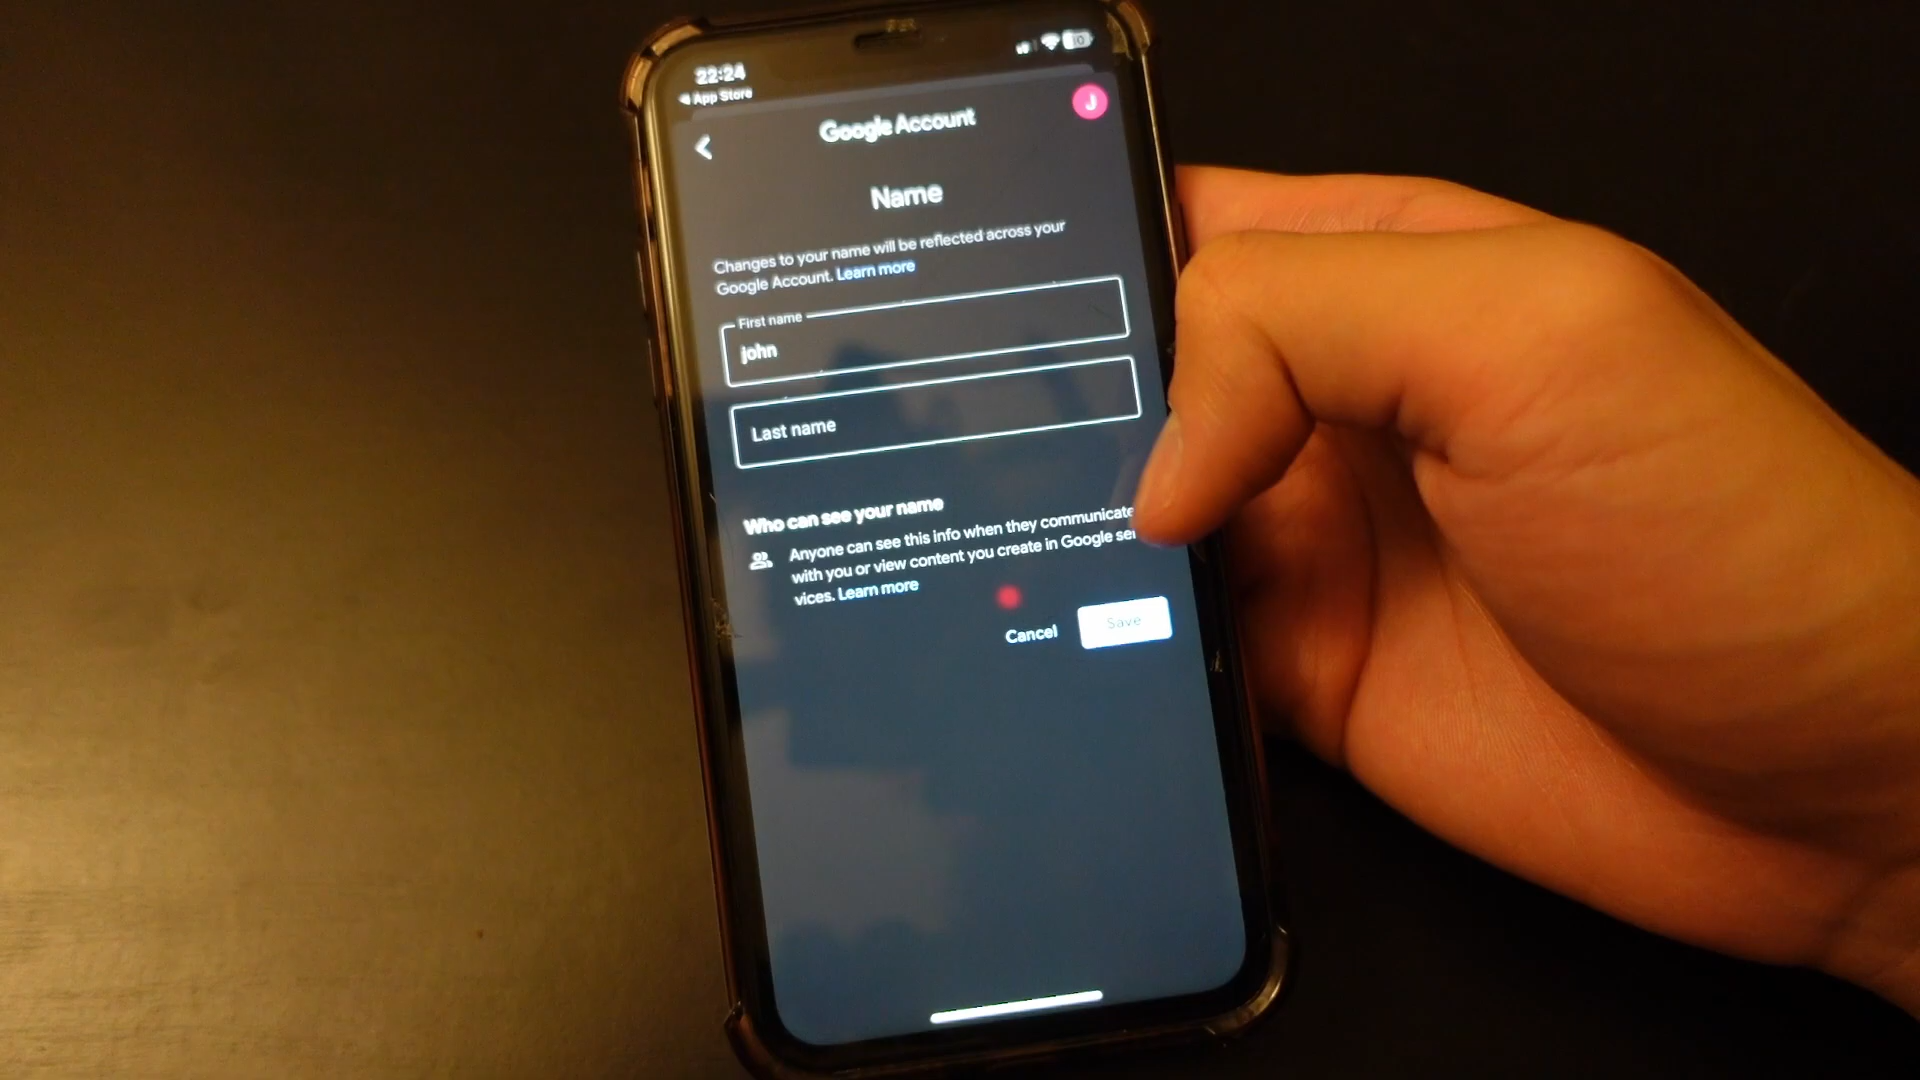 22:24
App Store
10
Google Account
J
Name
Changes to your name will be reflected across your
Google Account. Learn more
First name
john
Last name
Who can see your name
Anyone can see this info when they communicate
with you or view content you create in Google ser
vices. Learn more
Cancel
Save